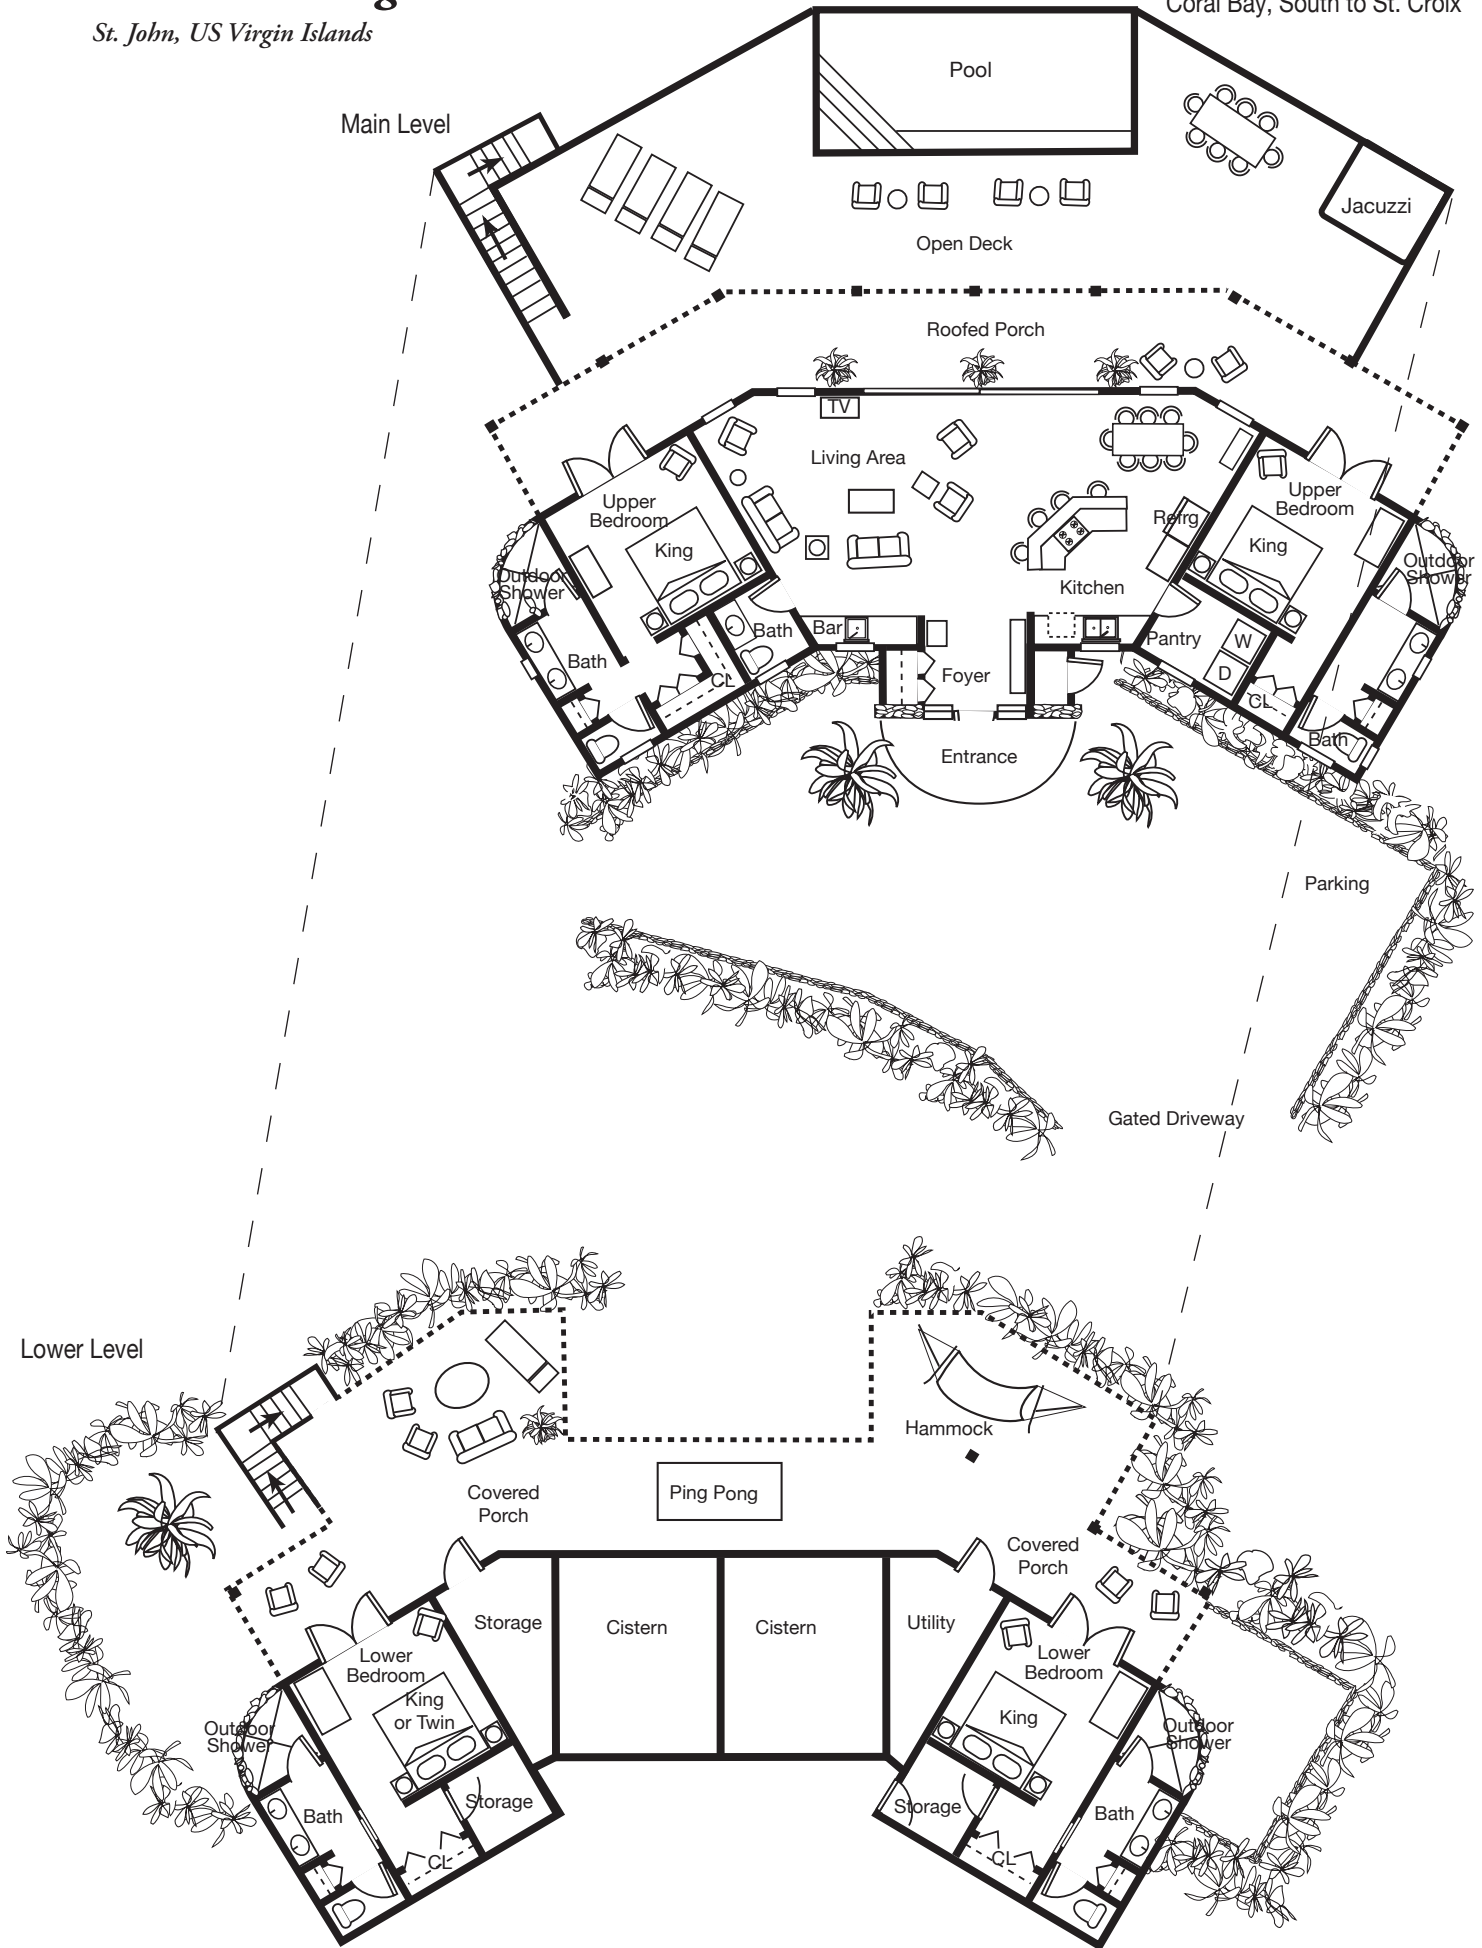 St. John, US Virgin Islands
Coral Bay, South to St. Croix
Main Level
Pool
Jacuzzi
Open Deck
Roofed Porch
TV
Living Area
Upper
Bedroom
King
Outdoor
Shower
Bath
CL
Bath
Bar
Foyer
Entrance
Kitchen
Refrg
Pantry
W
D
CL
Upper
Bedroom
King
Outdoor
Shower
Bath
Parking
Gated Driveway
Lower Level
Hammock
Ping Pong
Covered
Porch
Covered
Porch
Storage
Cistern
Cistern
Utility
Lower
Bedroom
King
or Twin
Outdoor
Shower
Bath
Storage
CL
Lower
Bedroom
King
Outdoor
Shower
Storage
Bath
CL